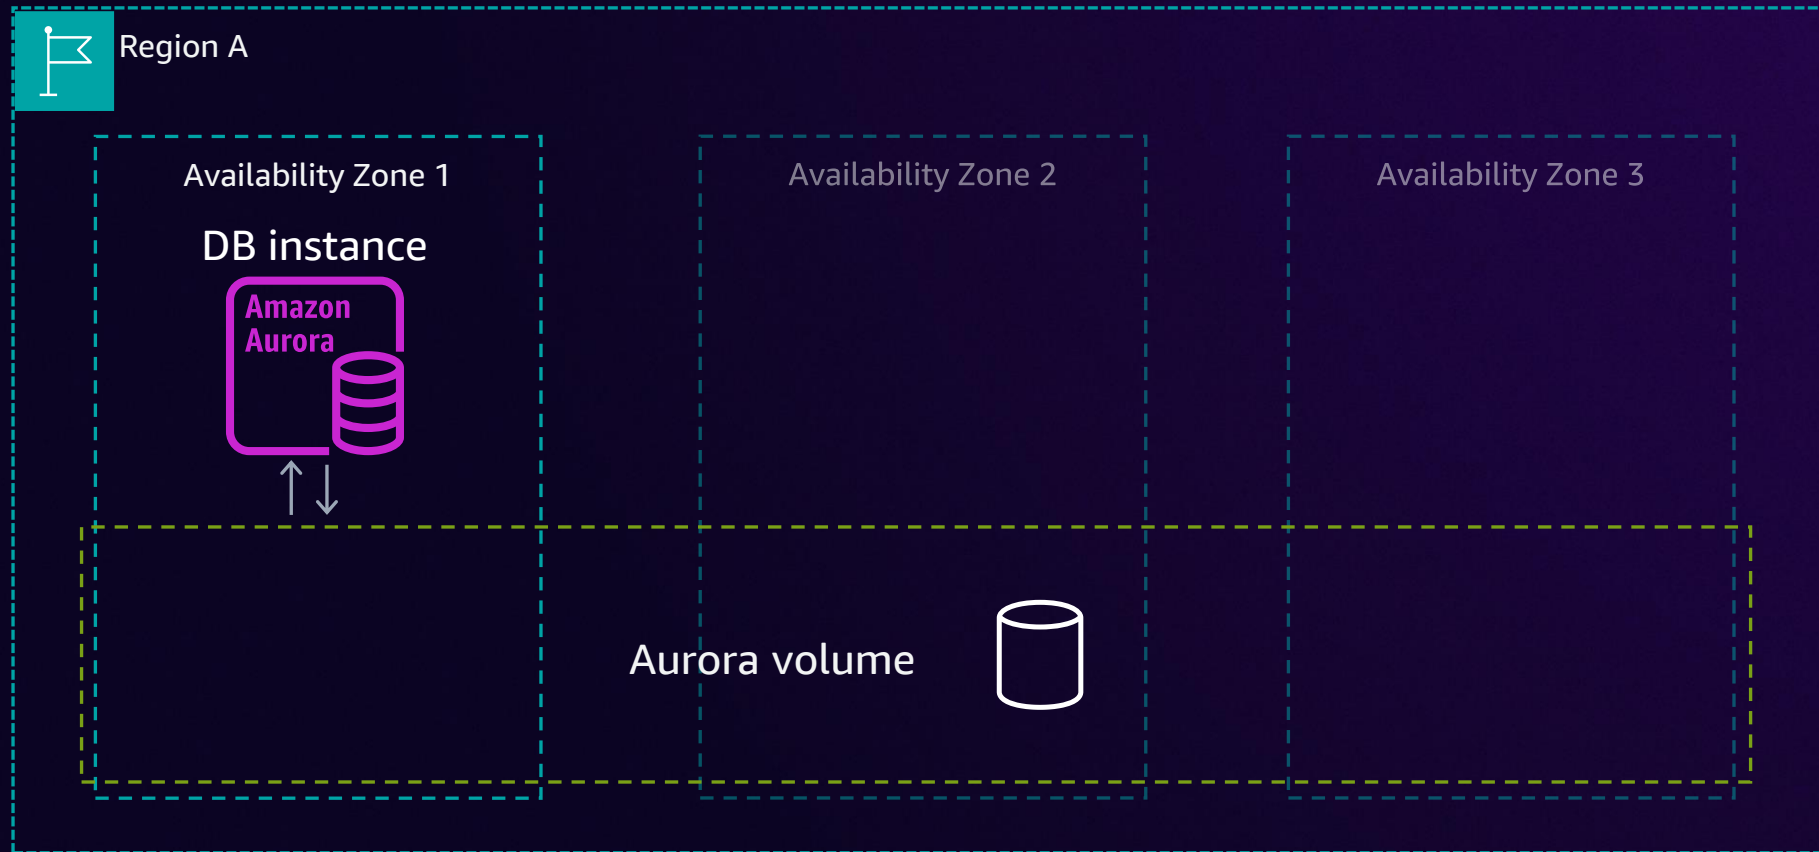 Region A
Availability Zone 1
Availability Zone 2
Availability Zone 3
DB instance
Amazon
Aurora
Aurora volume